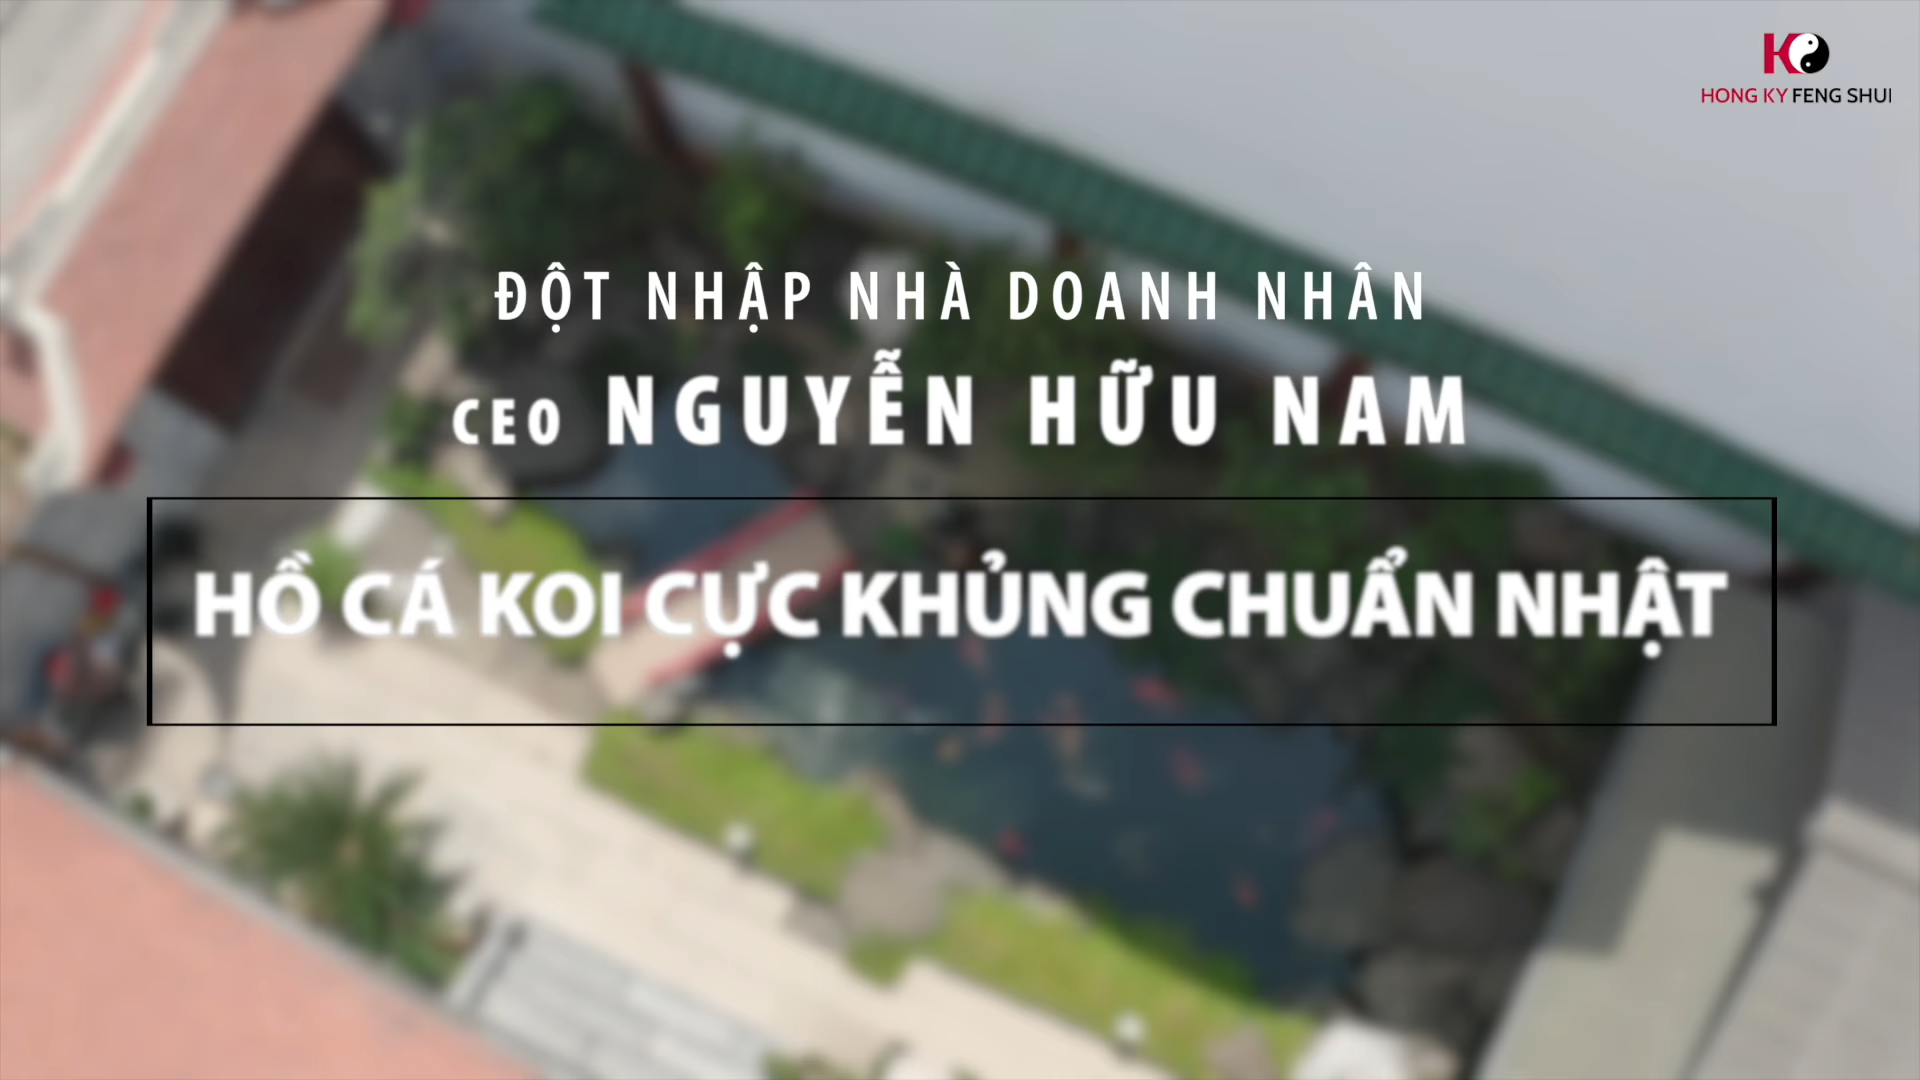 HONG KY FENG SHUI
ĐỘT NHẬP NHÀ DOANH NHÂN
CEO NGUYỄN HỮU NAM
HỒ CÁ KOI CỰC KHỦNG CHUẨN NHẬT